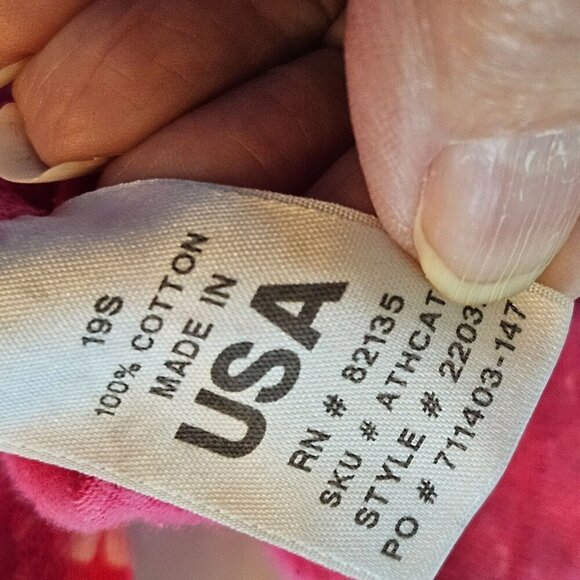 19S
100% COTTON
MADE IN
USA
RN # 82135
SKU # ATHCAT
STYLE # 2203
PO # 711403-147